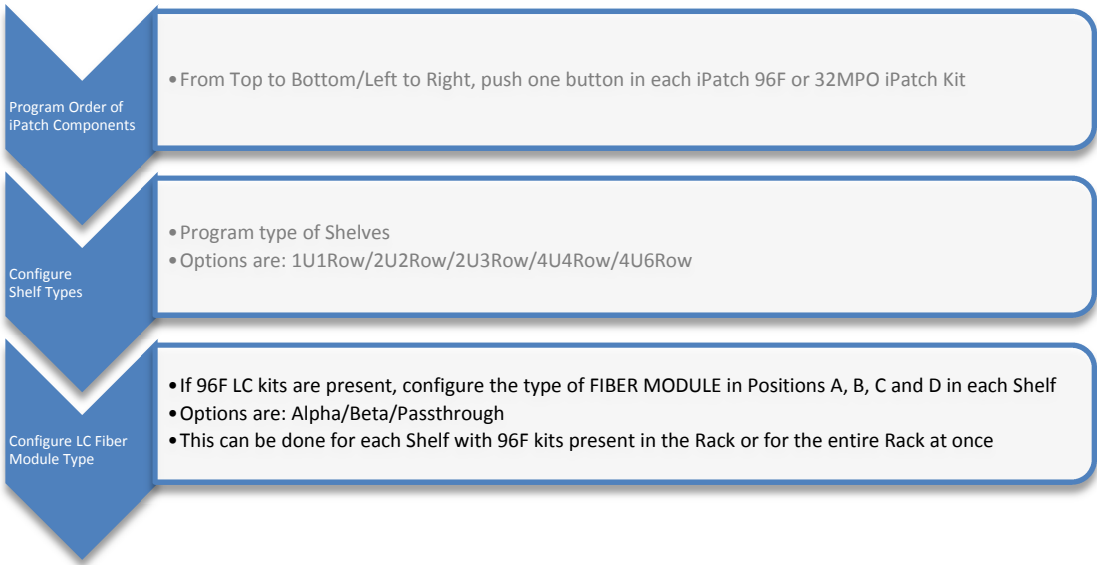 Program Order of
iPatch Components
•From Top to Bottom/Left to Right, push one button in each iPatch 96F or 32MPO iPatch Kit
Configure
Shelf Types
•Program type of Shelves
•Options are: 1U1Row/2U2Row/2U3Row/4U4Row/4U6Row
Configure LC Fiber
Module Type
•If 96F LC kits are present, configure the type of FIBER MODULE in Positions A, B, C and D in each Shelf
•Options are: Alpha/Beta/Passthrough
•This can be done for each Shelf with 96F kits present in the Rack or for the entire Rack at once